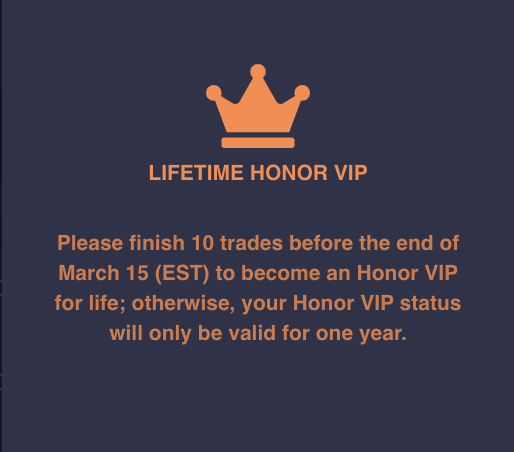 LIFETIME HONOR VIP
Please finish 10 trades before the end of
March 15 (EST) to become an Honor VIP
for life; otherwise, your Honor VIP status
will only be valid for one year.